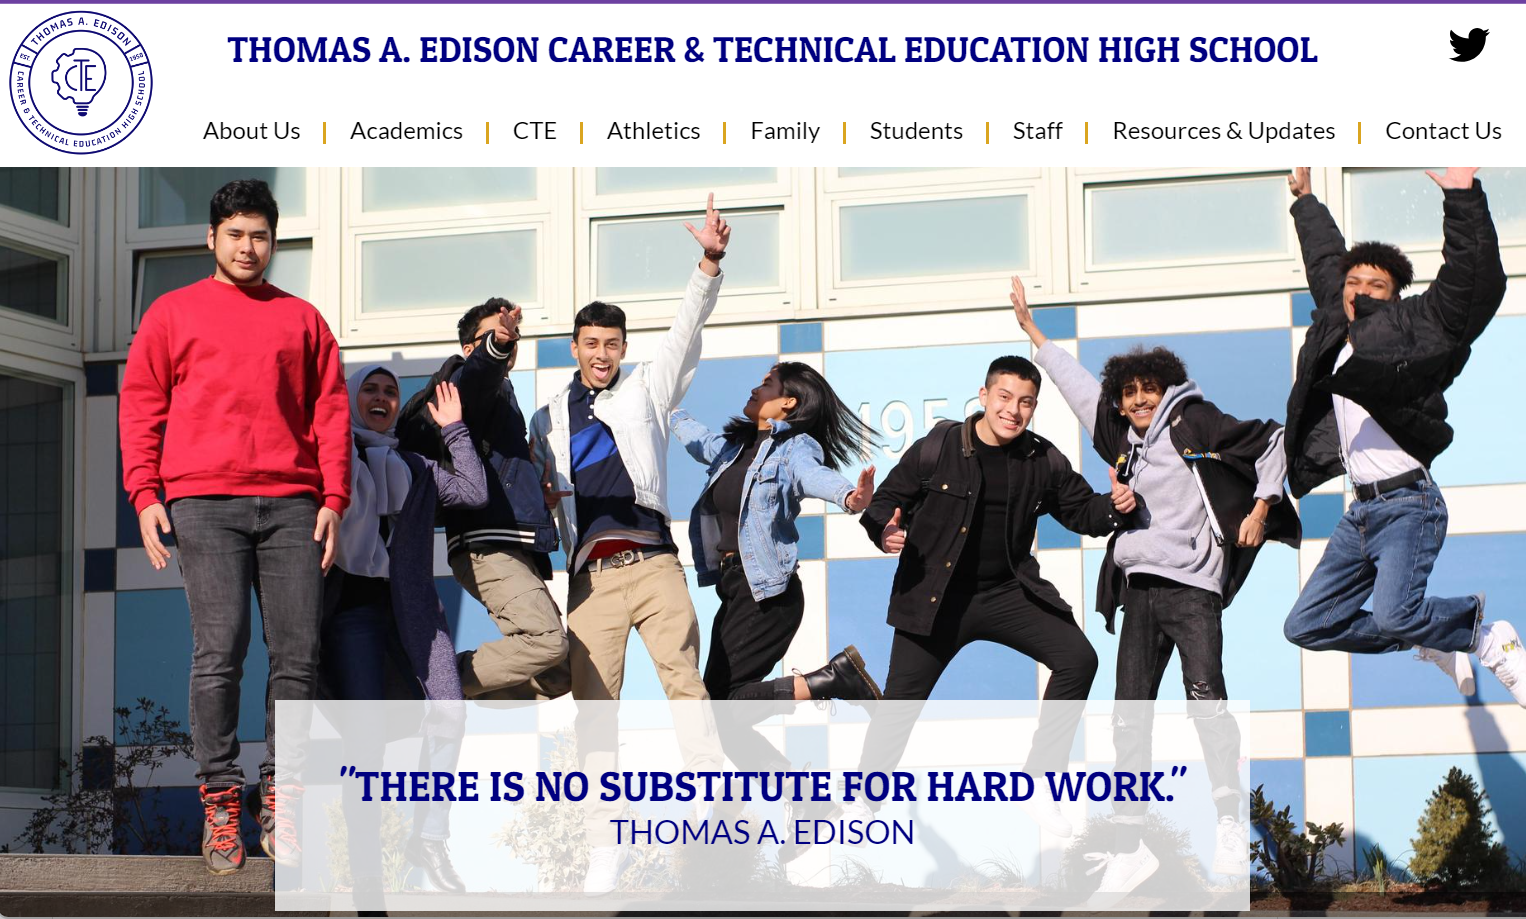 THOMAS A. EDISON
EST 1958
CTE
CAREER & TECHNICAL EDUCATION HIGH SCHOOL
THOMAS A. EDISON CAREER & TECHNICAL EDUCATION HIGH SCHOOL
About Us
Academics
CTE
Athletics
Family
Students
Staff
Resources & Updates
Contact Us
"THERE IS NO SUBSTITUTE FOR HARD WORK."
THOMAS A. EDISON